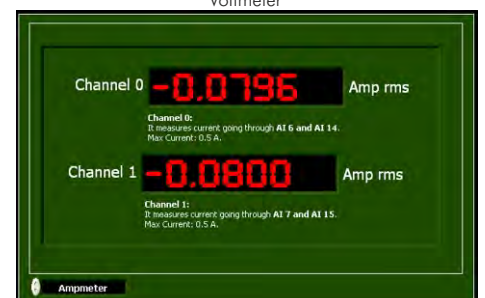 Voltmeter
Channel 0 -0.0796 Amp rms
Channel 0:
It measures current going through AI 6 and AI 14.
Max Current: 0.5 A.
Channel 1 -0.0800 Amp rms
Channel 1:
It measures current going through AI 7 and AI 15.
Max Current: 0.5 A.
Ampmeter